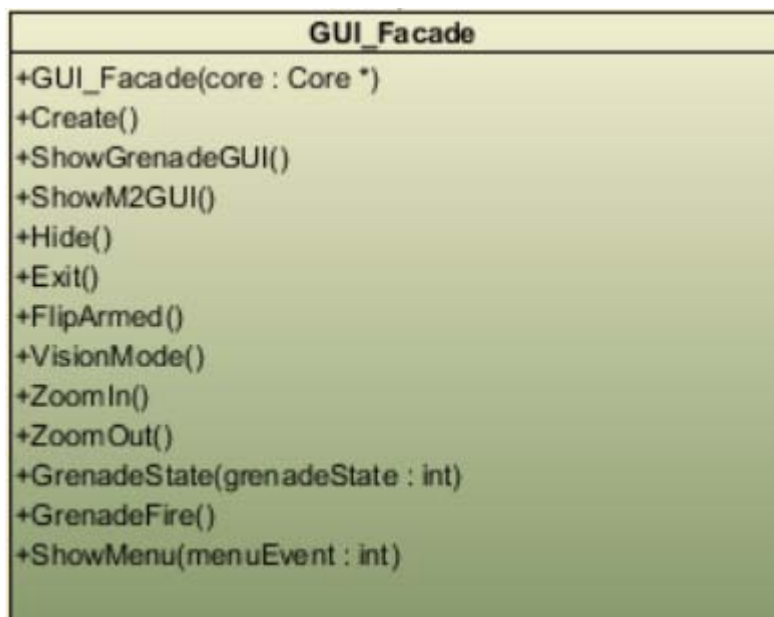 GUI_Facade
+GUI_Facade(core : Core *)
+Create()
+ShowGrenadeGUI()
+ShowM2GUI()
+Hide()
+Exit()
+FlipArmed()
+VisionMode()
+ZoomIn()
+ZoomOut()
+GrenadeState(grenadeState : int)
+GrenadeFire()
+ShowMenu(menuEvent : int)